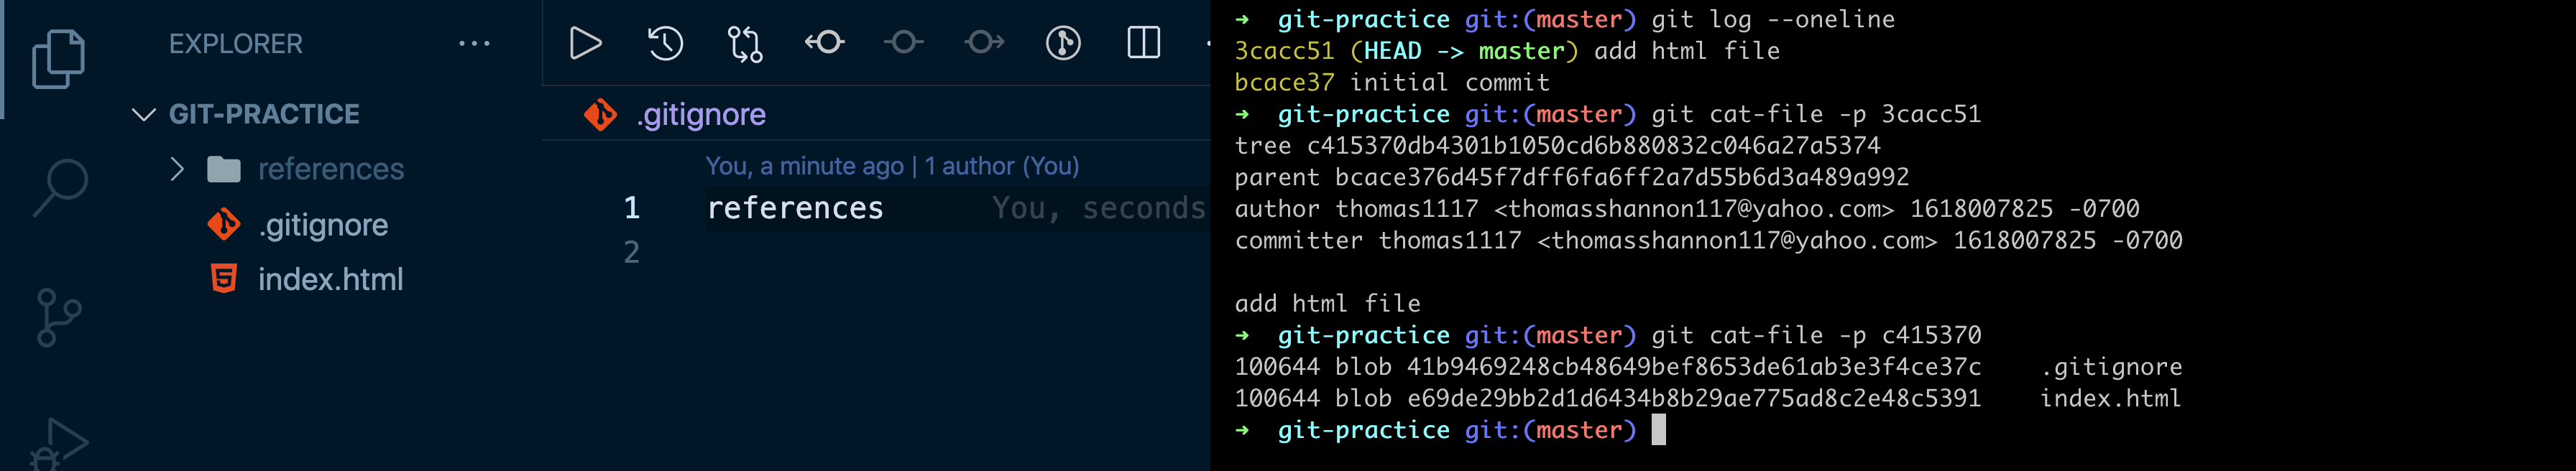 EXPLORER
GIT-PRACTICE
references
.gitignore
index.html
.gitignore
You, a minute ago | 1 author (You)
1 references You, seconds
2
➜ git-practice git:(master) git log --oneline
3cacc51 (HEAD -> master) add html file
bcace37 initial commit
➜ git-practice git:(master) git cat-file -p 3cacc51
tree c415370db4301b1050cd6b880832c046a27a5374
parent bcace376d45f7dff6fa6ff2a7d55b6d3a489a992
author thomas1117 <thomasshannon117@yahoo.com> 1618007825 -0700
committer thomas1117 <thomasshannon117@yahoo.com> 1618007825 -0700
add html file
➜ git-practice git:(master) git cat-file -p c415370
100644 blob 41b9469248cb48649bef8653de61ab3e3f4ce37c .gitignore
100644 blob e69de29bb2d1d6434b8b29ae775ad8c2e48c5391 index.html
➜ git-practice git:(master)